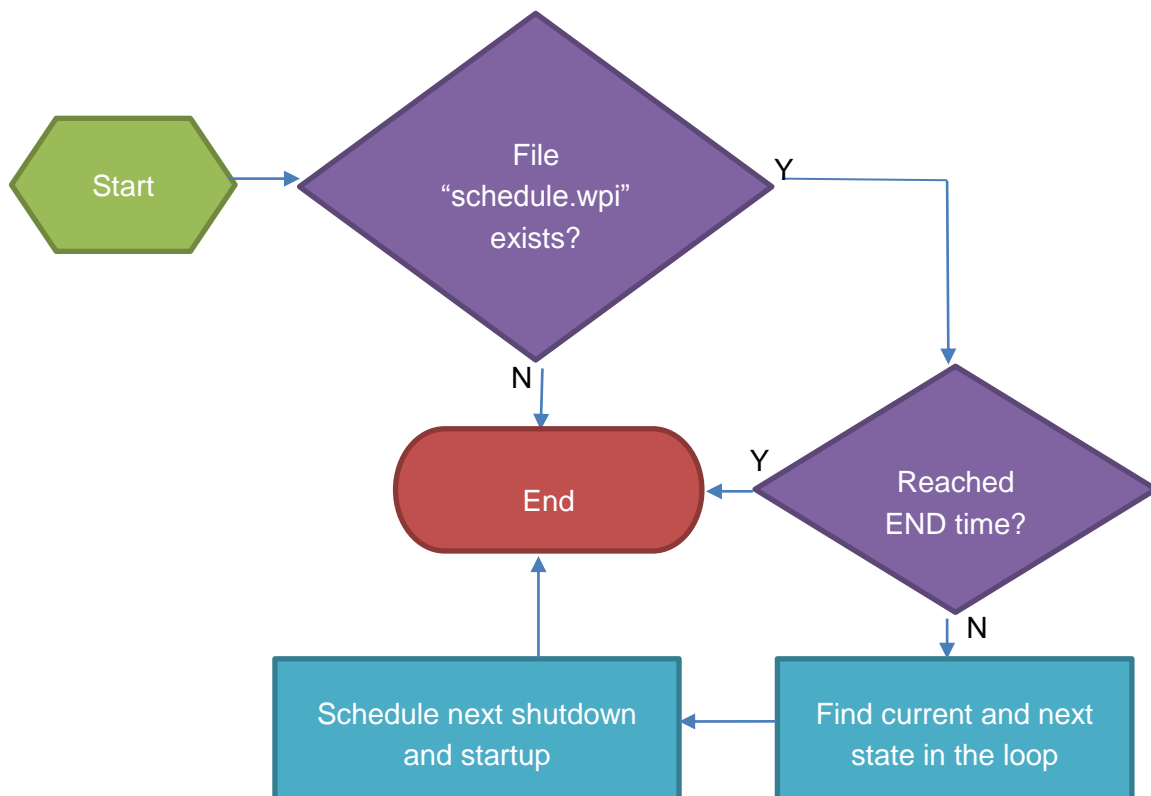 Start
File
“schedule.wpi”
exists?
Y
N
End
Y
Reached
END time?
N
Schedule next shutdown
and startup
Find current and next
state in the loop